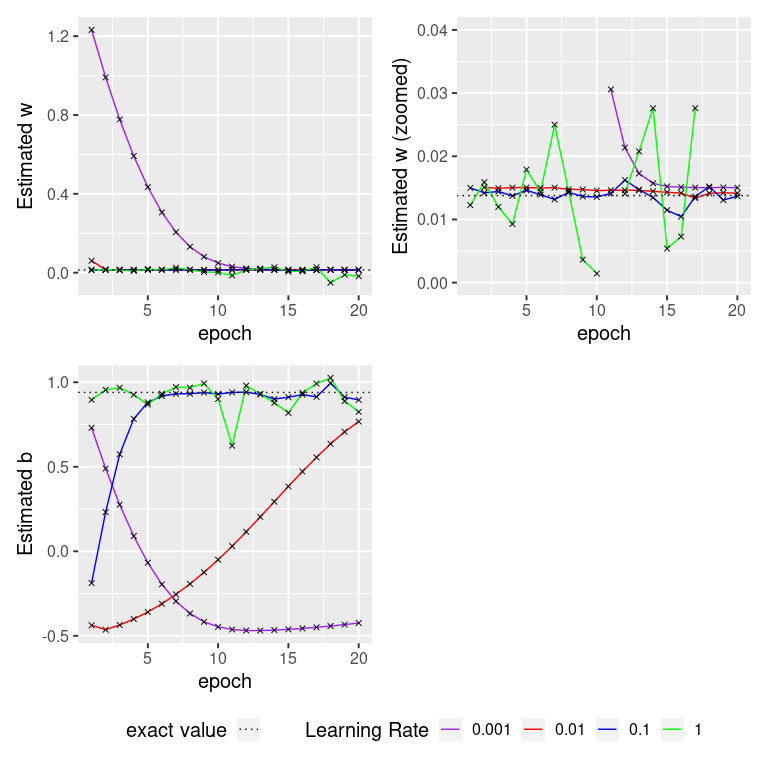 Estimated w
1.2
0.8
0.4
0.0
5 10 15 20
epoch
Estimated w (zoomed)
0.04
0.03
0.02
0.01
0.00
5 10 15 20
epoch
Estimated b
1.0
0.5
0.0
-0.5
5 10 15 20
epoch
exact value Learning Rate 0.001 0.01 0.1 1